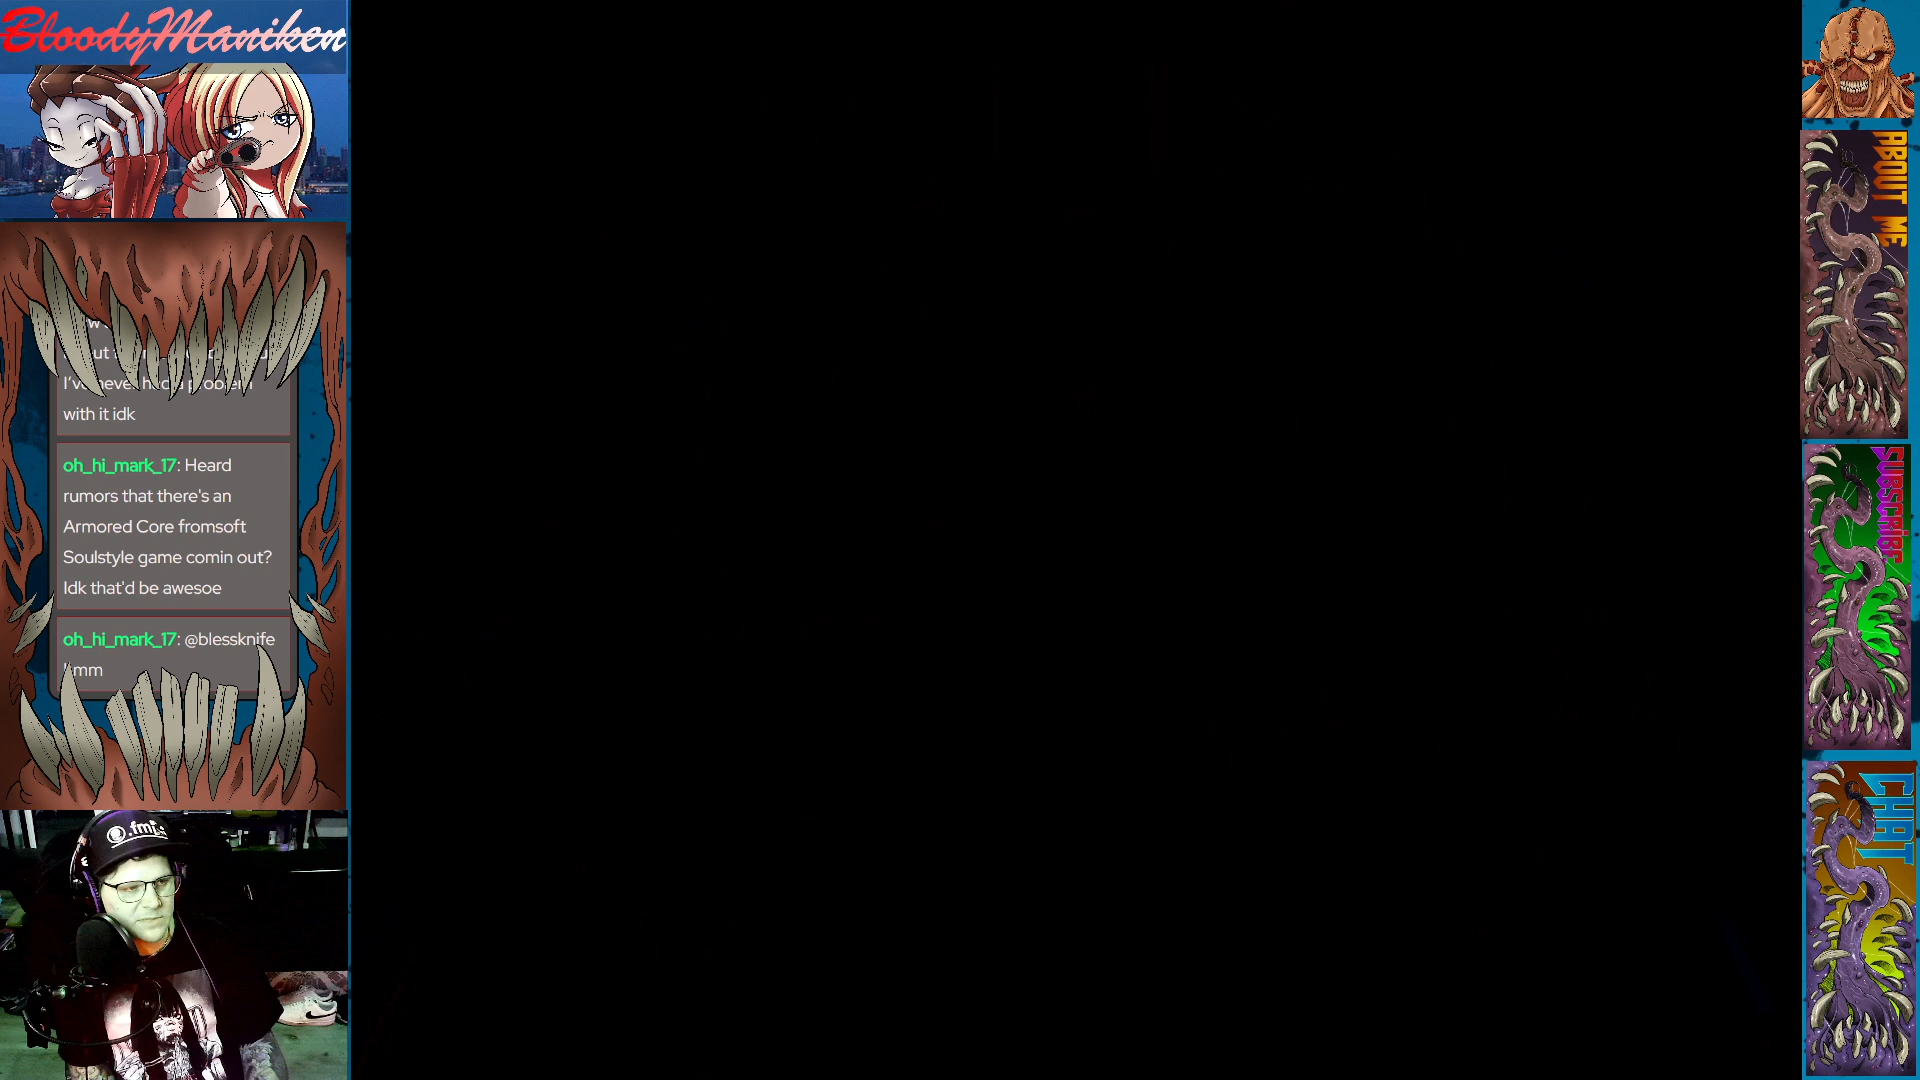 BloodyManiken
with it idk
oh_hi_mark_17: Heard
rumors that there's an
Armored Core fromsoft
Soulstyle game comin out?
Idk that'd be awesoe
oh_hi_mark_17: @blessknife
.fmj
ABOUT ME
SUBSCRIBE
CHAT